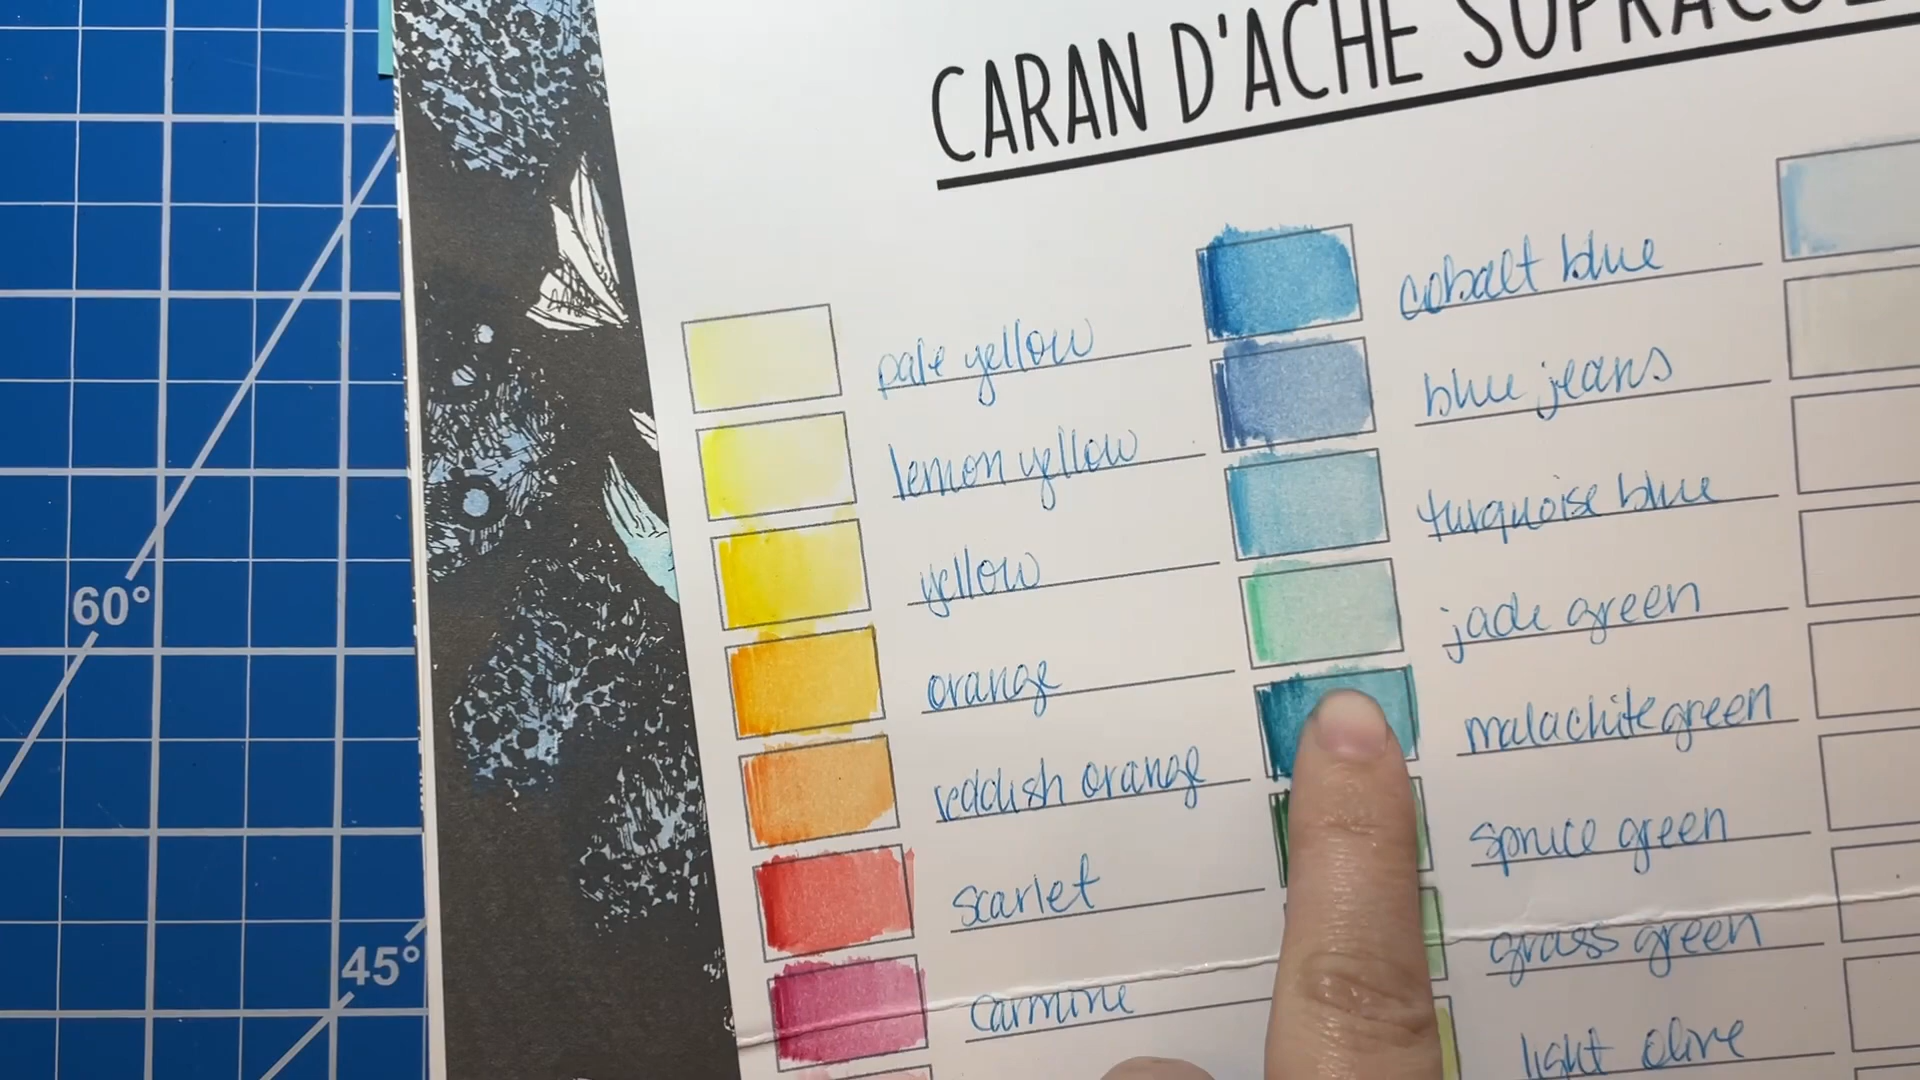 CARAN D'ACHE
pale yellow
lemon yellow
yellow
orange
reddish orange
scarlet
carmine
cobalt blue
blue jeans
turquoise blue
jade green
malachite green
spruce green
grass green
light olive
60°
45°